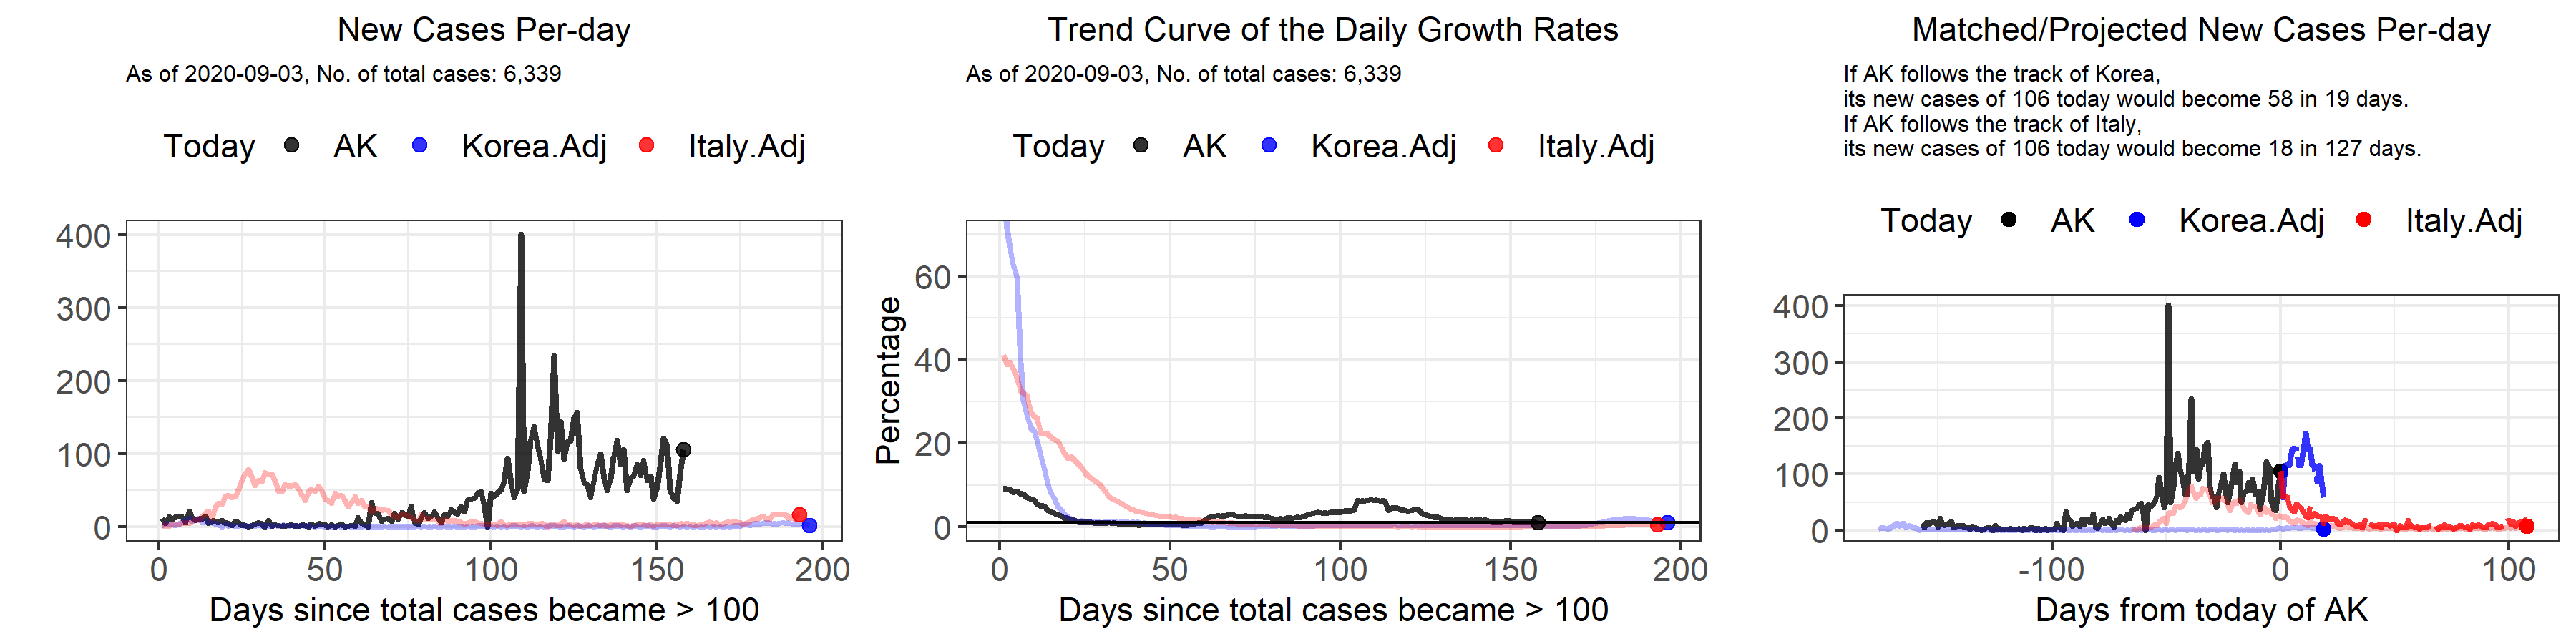 New Cases Per-day
As of 2020-09-03, No. of total cases: 6,339
Today AK Korea.Adj Italy.Adj
400
300
200
100
0
0 50 100 150 200
Days since total cases became > 100
Trend Curve of the Daily Growth Rates
As of 2020-09-03, No. of total cases: 6,339
Today AK Korea.Adj Italy.Adj
Percentage
60
40
20
0
0 50 100 150 200
Days since total cases became > 100
Matched/Projected New Cases Per-day
If AK follows the track of Korea,
its new cases of 106 today would become 58 in 19 days.
If AK follows the track of Italy,
its new cases of 106 today would become 18 in 127 days.
Today AK Korea.Adj Italy.Adj
400
300
200
100
0
-100 0 100
Days from today of AK